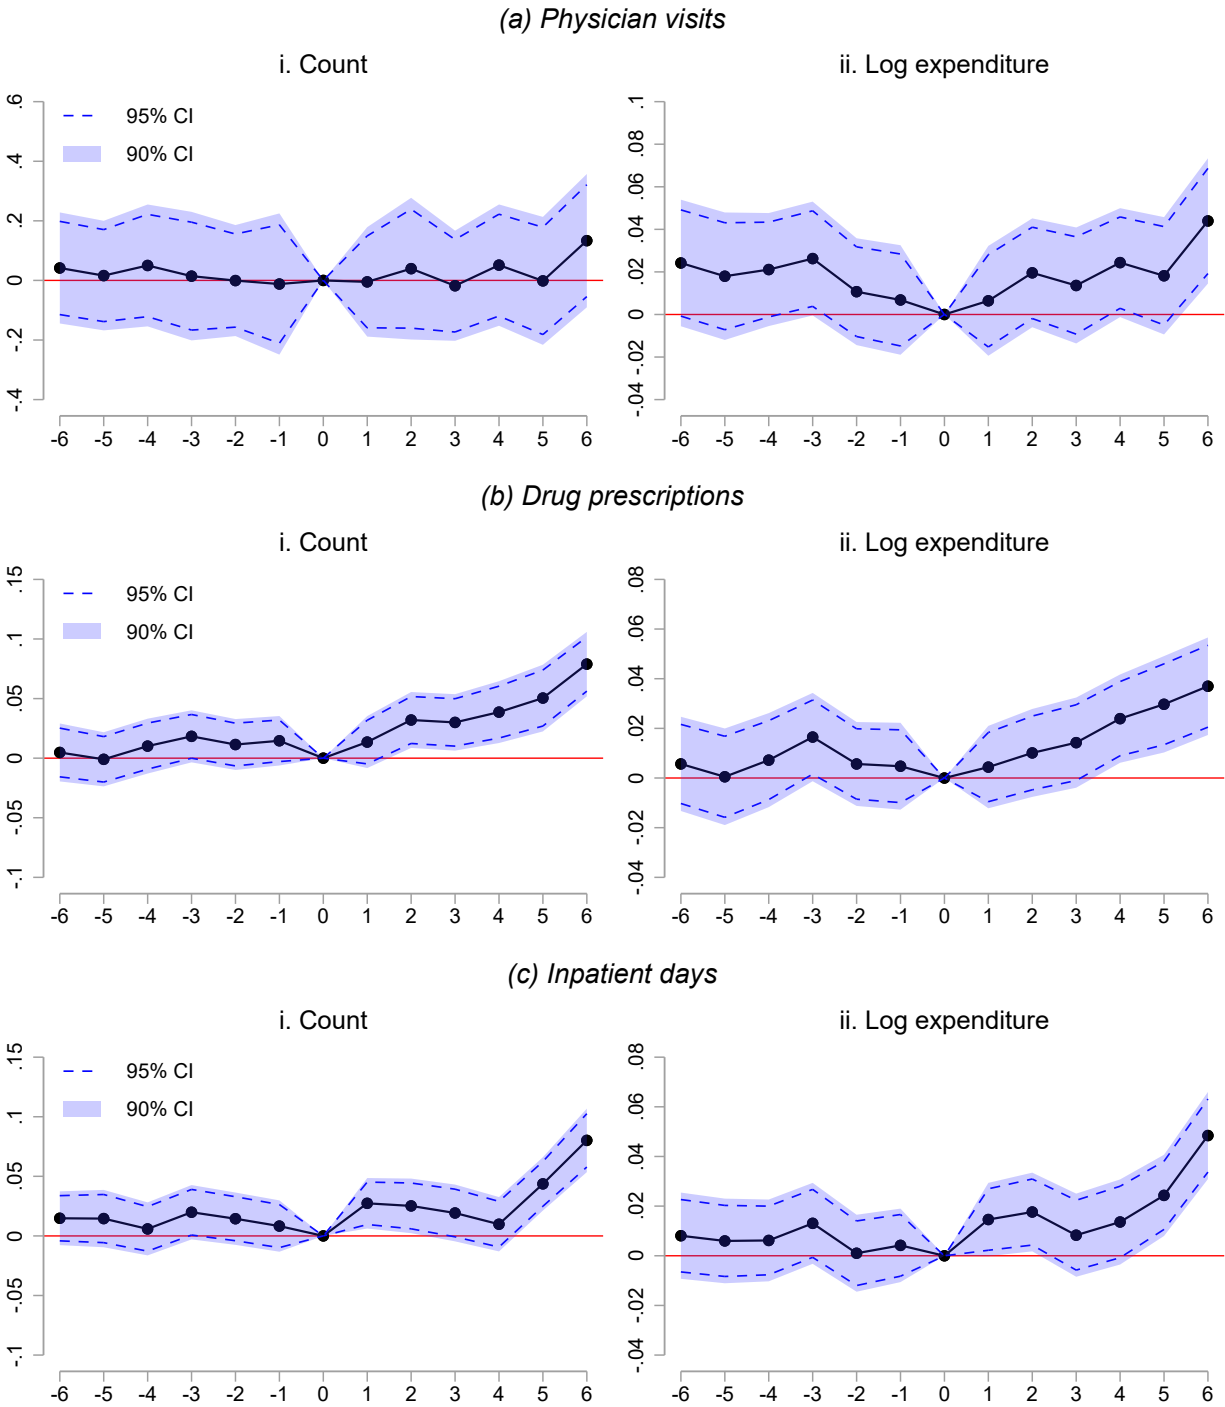 (a) Physician visits
i. Count
.6
.4
.2
0
-.2
-.4
95% CI
90% CI
-6 -5 -4 -3 -2 -1 0 1 2 3 4 5 6
ii. Log expenditure
.1
.08
.06
.04
.02
0
-.02
-.04
-6 -5 -4 -3 -2 -1 0 1 2 3 4 5 6
(b) Drug prescriptions
i. Count
.15
.1
.05
0
-.05
-.1
95% CI
90% CI
-6 -5 -4 -3 -2 -1 0 1 2 3 4 5 6
ii. Log expenditure
.08
.06
.04
.02
0
-.02
-.04
-6 -5 -4 -3 -2 -1 0 1 2 3 4 5 6
(c) Inpatient days
i. Count
.15
.1
.05
0
-.05
-.1
95% CI
90% CI
-6 -5 -4 -3 -2 -1 0 1 2 3 4 5 6
ii. Log expenditure
.08
.06
.04
.02
0
-.02
-.04
-6 -5 -4 -3 -2 -1 0 1 2 3 4 5 6